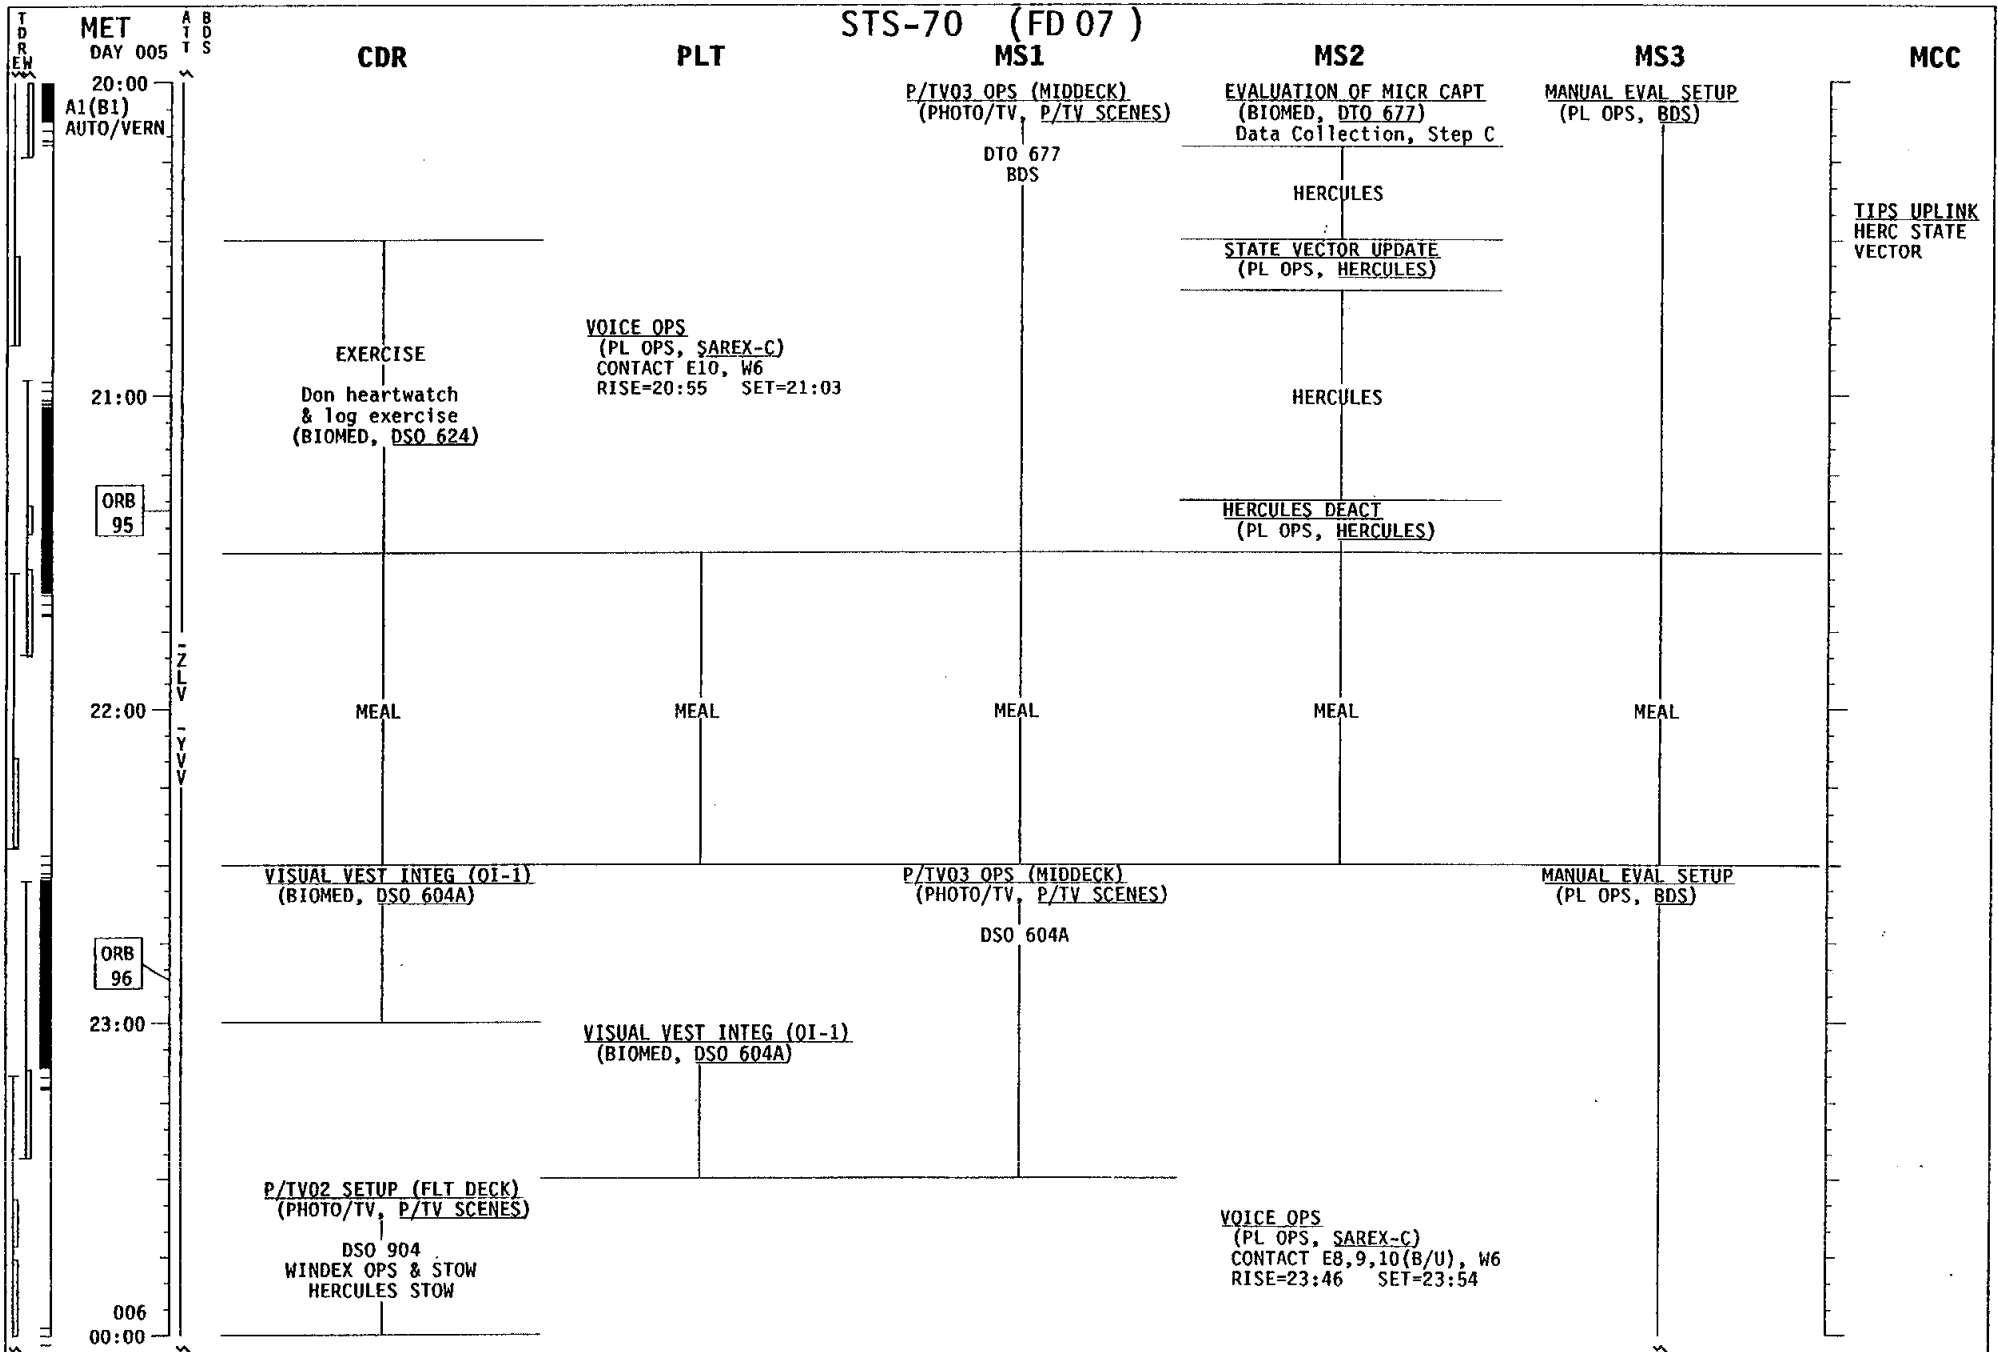 STS-70 (FD 07 )
TDRE W
MET
DAY 005
ATT
BDS
CDR
PLT
MS1
MS2
MS3
MCC
20:00
A1(B1)
AUTO/VERN
21:00
ORB
95
-ZLV
22:00
-YVV
ORB
96
23:00
006
00:00
EXERCISE
Don heartwatch
& log exercise
(BIOMED, DSO 624)
MEAL
VISUAL VEST INTEG (OI-1)
(BIOMED, DSO 604A)
P/TV02 SETUP (FLT DECK)
(PHOTO/TV, P/TV SCENES)
DSO 904
WINDEX OPS & STOW
HERCULES STOW
VOICE OPS
(PL OPS, SAREX-C)
CONTACT E10, W6
RISE=20:55 SET=21:03
MEAL
VISUAL VEST INTEG (OI-1)
(BIOMED, DSO 604A)
P/TV03 OPS (MIDDECK)
(PHOTO/TV, P/TV SCENES)
DTO 677
BDS
MEAL
P/TV03 OPS (MIDDECK)
(PHOTO/TV, P/TV SCENES)
DSO 604A
EVALUATION OF MICR CAPT
(BIOMED, DTO 677)
Data Collection, Step C
HERCULES
STATE VECTOR UPDATE
(PL OPS, HERCULES)
HERCULES
HERCULES DEACT
(PL OPS, HERCULES)
MEAL
VOICE OPS
(PL OPS, SAREX-C)
CONTACT E8,9,10(B/U), W6
RISE=23:46 SET=23:54
MANUAL EVAL SETUP
(PL OPS, BDS)
MEAL
MANUAL EVAL SETUP
(PL OPS, BDS)
TIPS UPLINK
HERC STATE
VECTOR